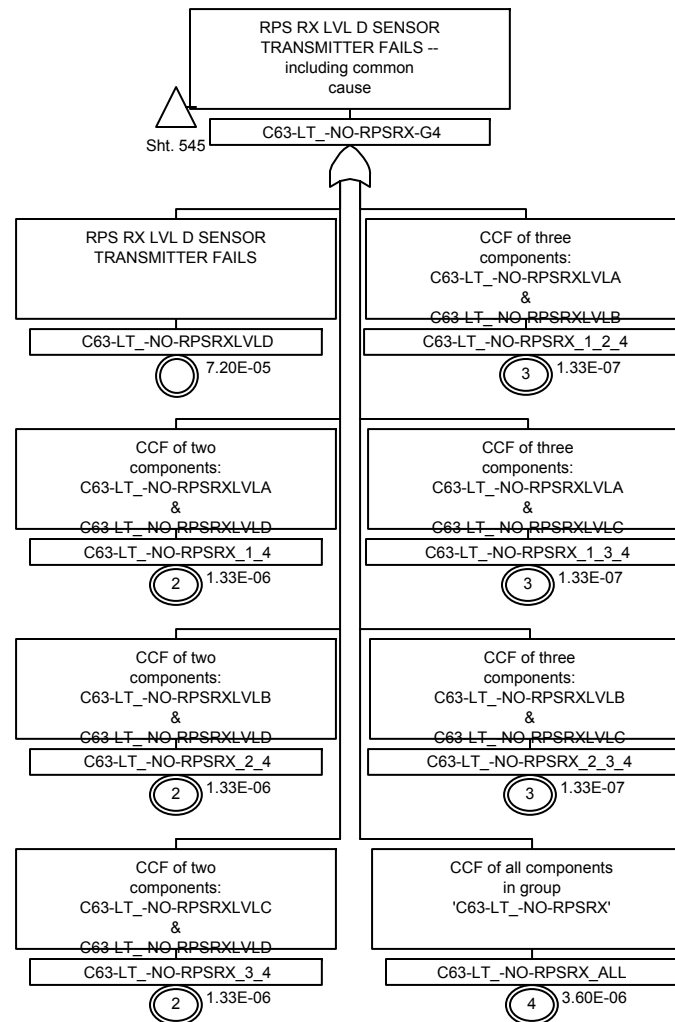 RPS RX LVL D SENSOR
TRANSMITTER FAILS --
including common
cause
Sht. 545
C63-LT_-NO-RPSRX-G4
RPS RX LVL D SENSOR
TRANSMITTER FAILS
C63-LT_-NO-RPSRXLVLD
7.20E-05
CCF of three
components:
C63-LT_-NO-RPSRXLVLA
&
C63-LT_-NO-RPSRXLVLB
C63-LT_-NO-RPSRX_1_2_4
3
1.33E-07
CCF of two
components:
C63-LT_-NO-RPSRXLVLA
&
C63-LT_-NO-RPSRXLVLD
C63-LT_-NO-RPSRX_1_4
2
1.33E-06
CCF of three
components:
C63-LT_-NO-RPSRXLVLA
&
C63-LT_-NO-RPSRXLVLC
C63-LT_-NO-RPSRX_1_3_4
3
1.33E-07
CCF of two
components:
C63-LT_-NO-RPSRXLVLB
&
C63-LT_-NO-RPSRXLVLD
C63-LT_-NO-RPSRX_2_4
2
1.33E-06
CCF of three
components:
C63-LT_-NO-RPSRXLVLB
&
C63-LT_-NO-RPSRXLVLC
C63-LT_-NO-RPSRX_2_3_4
3
1.33E-07
CCF of two
components:
C63-LT_-NO-RPSRXLVLC
&
C63-LT_-NO-RPSRXLVLD
C63-LT_-NO-RPSRX_3_4
2
1.33E-06
CCF of all components
in group
'C63-LT_-NO-RPSRX'
C63-LT_-NO-RPSRX_ALL
4
3.60E-06